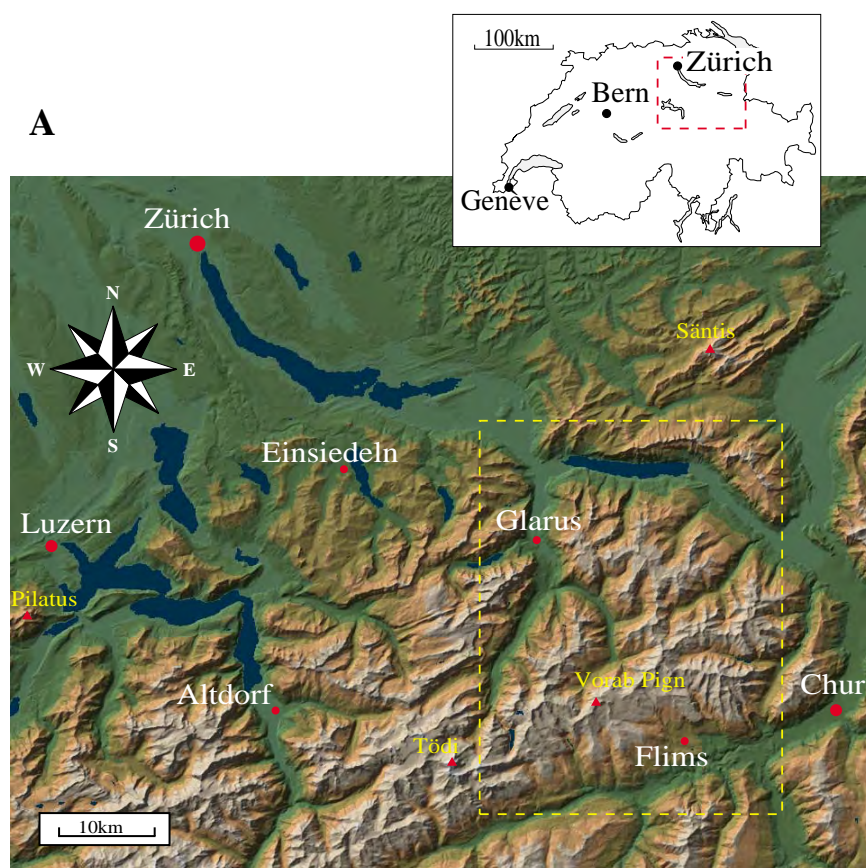 100km
Zürich
Bern
Genève
A
Zürich
N
W
E
S
Säntis
Einsiedeln
Luzern
Glarus
Pilatus
Altdorf
Vorab Pign
Chur
Tödi
Flims
10km